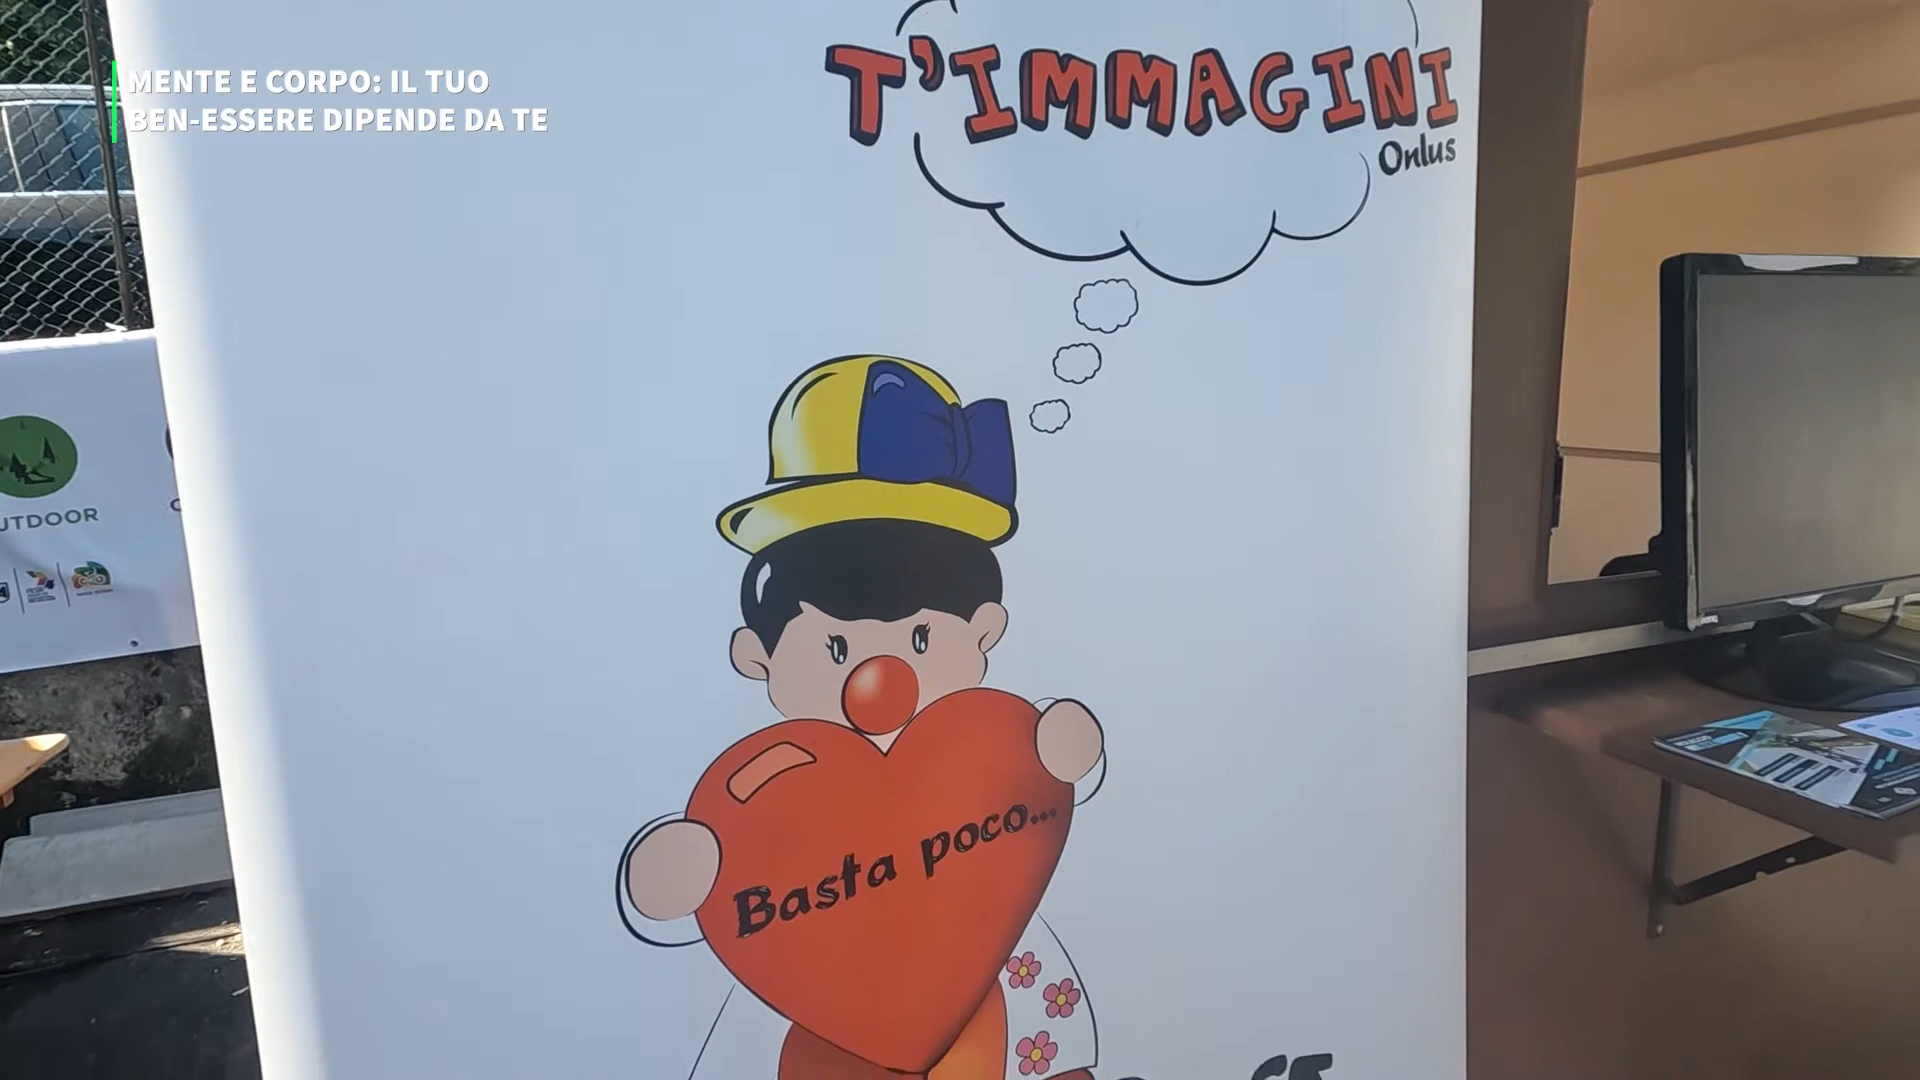 MENTE E CORPO: IL TUO
BEN-ESSERE DIPENDE DA TE
T'IMMAGINI
Onlus
Basta poco...
UTDOOR